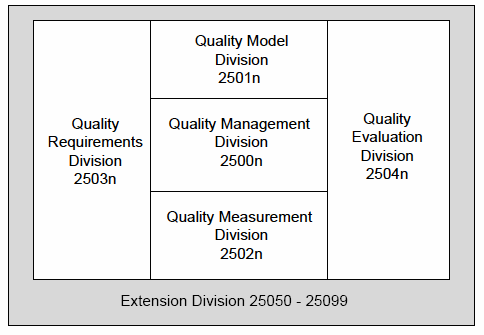 Quality
Requirements
Division
2503n
Quality Model
Division
2501n
Quality Management
Division
2500n
Quality Measurement
Division
2502n
Quality
Evaluation
Division
2504n
Extension Division 25050 - 25099